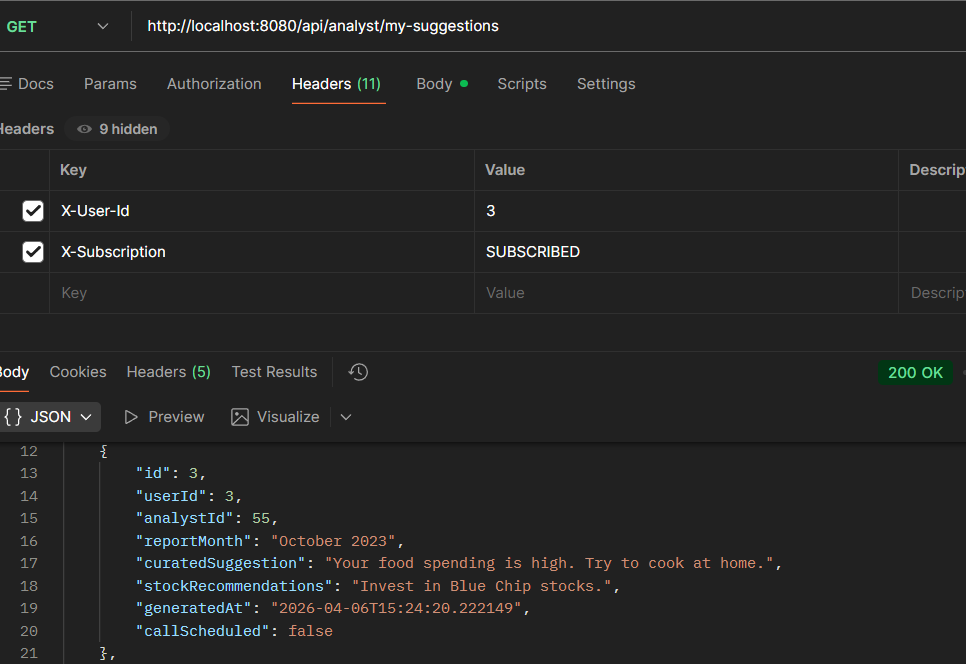 GET http://localhost:8080/api/analyst/my-suggestions
Docs Params Authorization Headers (11) Body Scripts Settings
Headers 9 hidden
Key Value Descrip
X-User-Id 3
X-Subscription SUBSCRIBED
Key Value Descrip
Body Cookies Headers (5) Test Results 200 OK
{} JSON Preview Visualize
12 {
13 "id": 3,
14 "userId": 3,
15 "analystId": 55,
16 "reportMonth": "October 2023",
17 "curatedSuggestion": "Your food spending is high. Try to cook at home.",
18 "stockRecommendations": "Invest in Blue Chip stocks.",
19 "generatedAt": "2026-04-06T15:24:20.222149",
20 "callScheduled": false
21 },